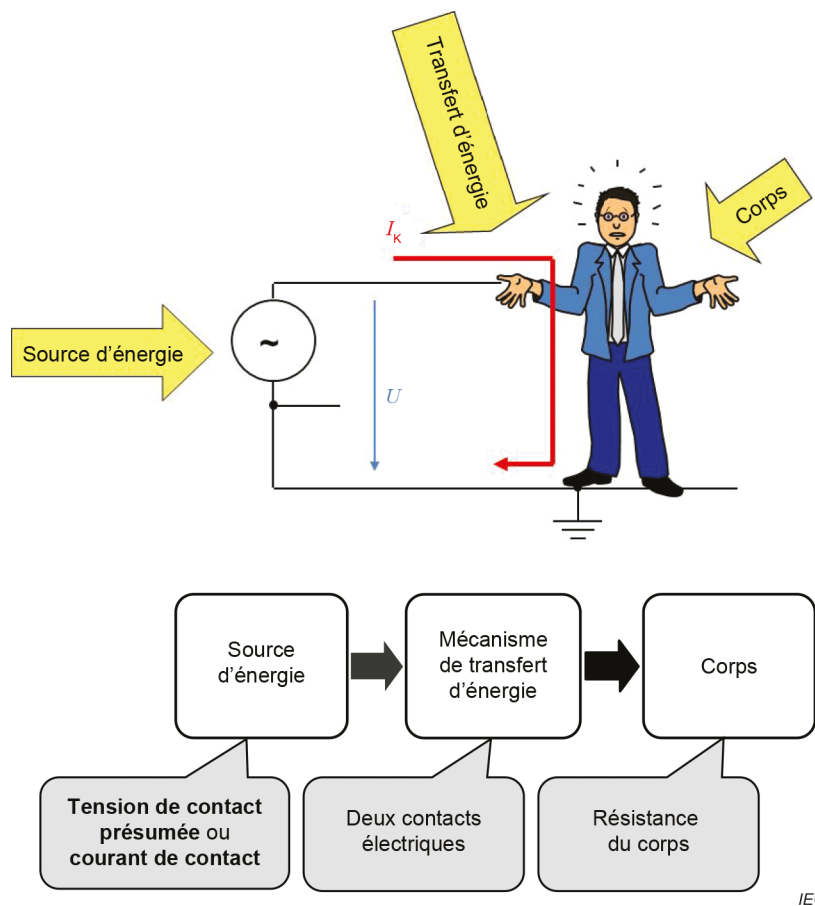 Transfert d'énergie
Corps
I_K
Source d'énergie
~
U
Source
d'énergie
Mécanisme
de transfert
d'énergie
Corps
Tension de contact
présumée ou
courant de contact
Deux contacts
électriques
Résistance
du corps